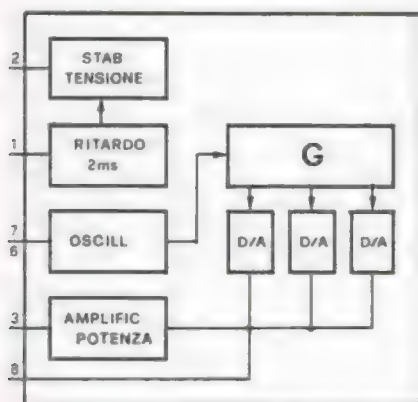 2
STAB
TENSIONE
1
RITARDO
2ms
G
7
6
OSCILL
D/A
D/A
D/A
3
AMPLIFIC
POTENZA
8